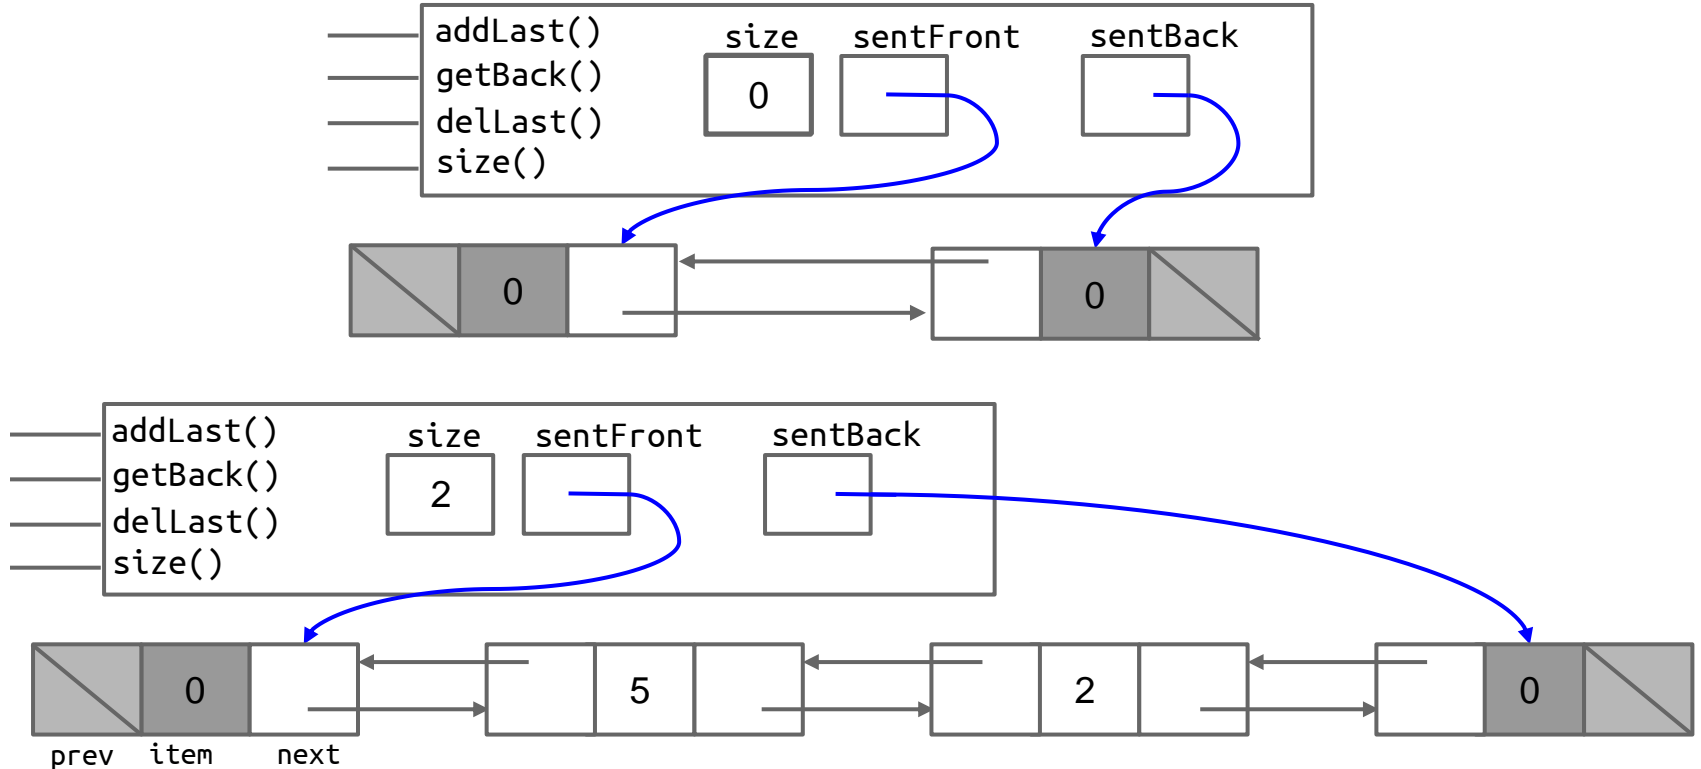 addLast()
size sentFront sentBack
getBack()
0
delLast()
size()
0 0
addLast()
size sentFront sentBack
getBack()
2
delLast()
size()
0 5 2 0
prev item next